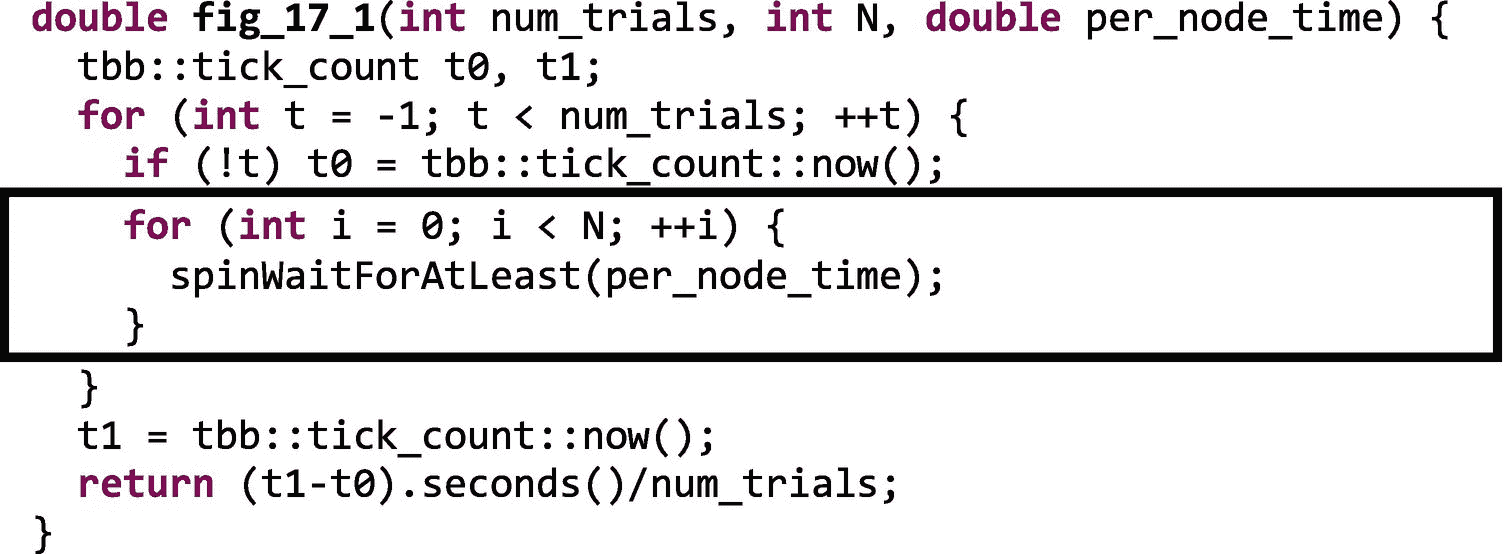 double fig_17_1(int num_trials, int N, double per_node_time) {
  tbb::tick_count t0, t1;
  for (int t = -1; t < num_trials; ++t) {
    if (!t) t0 = tbb::tick_count::now();
    for (int i = 0; i < N; ++i) {
      spinWaitForAtLeast(per_node_time);
    }
  }
  t1 = tbb::tick_count::now();
  return (t1-t0).seconds()/num_trials;
}